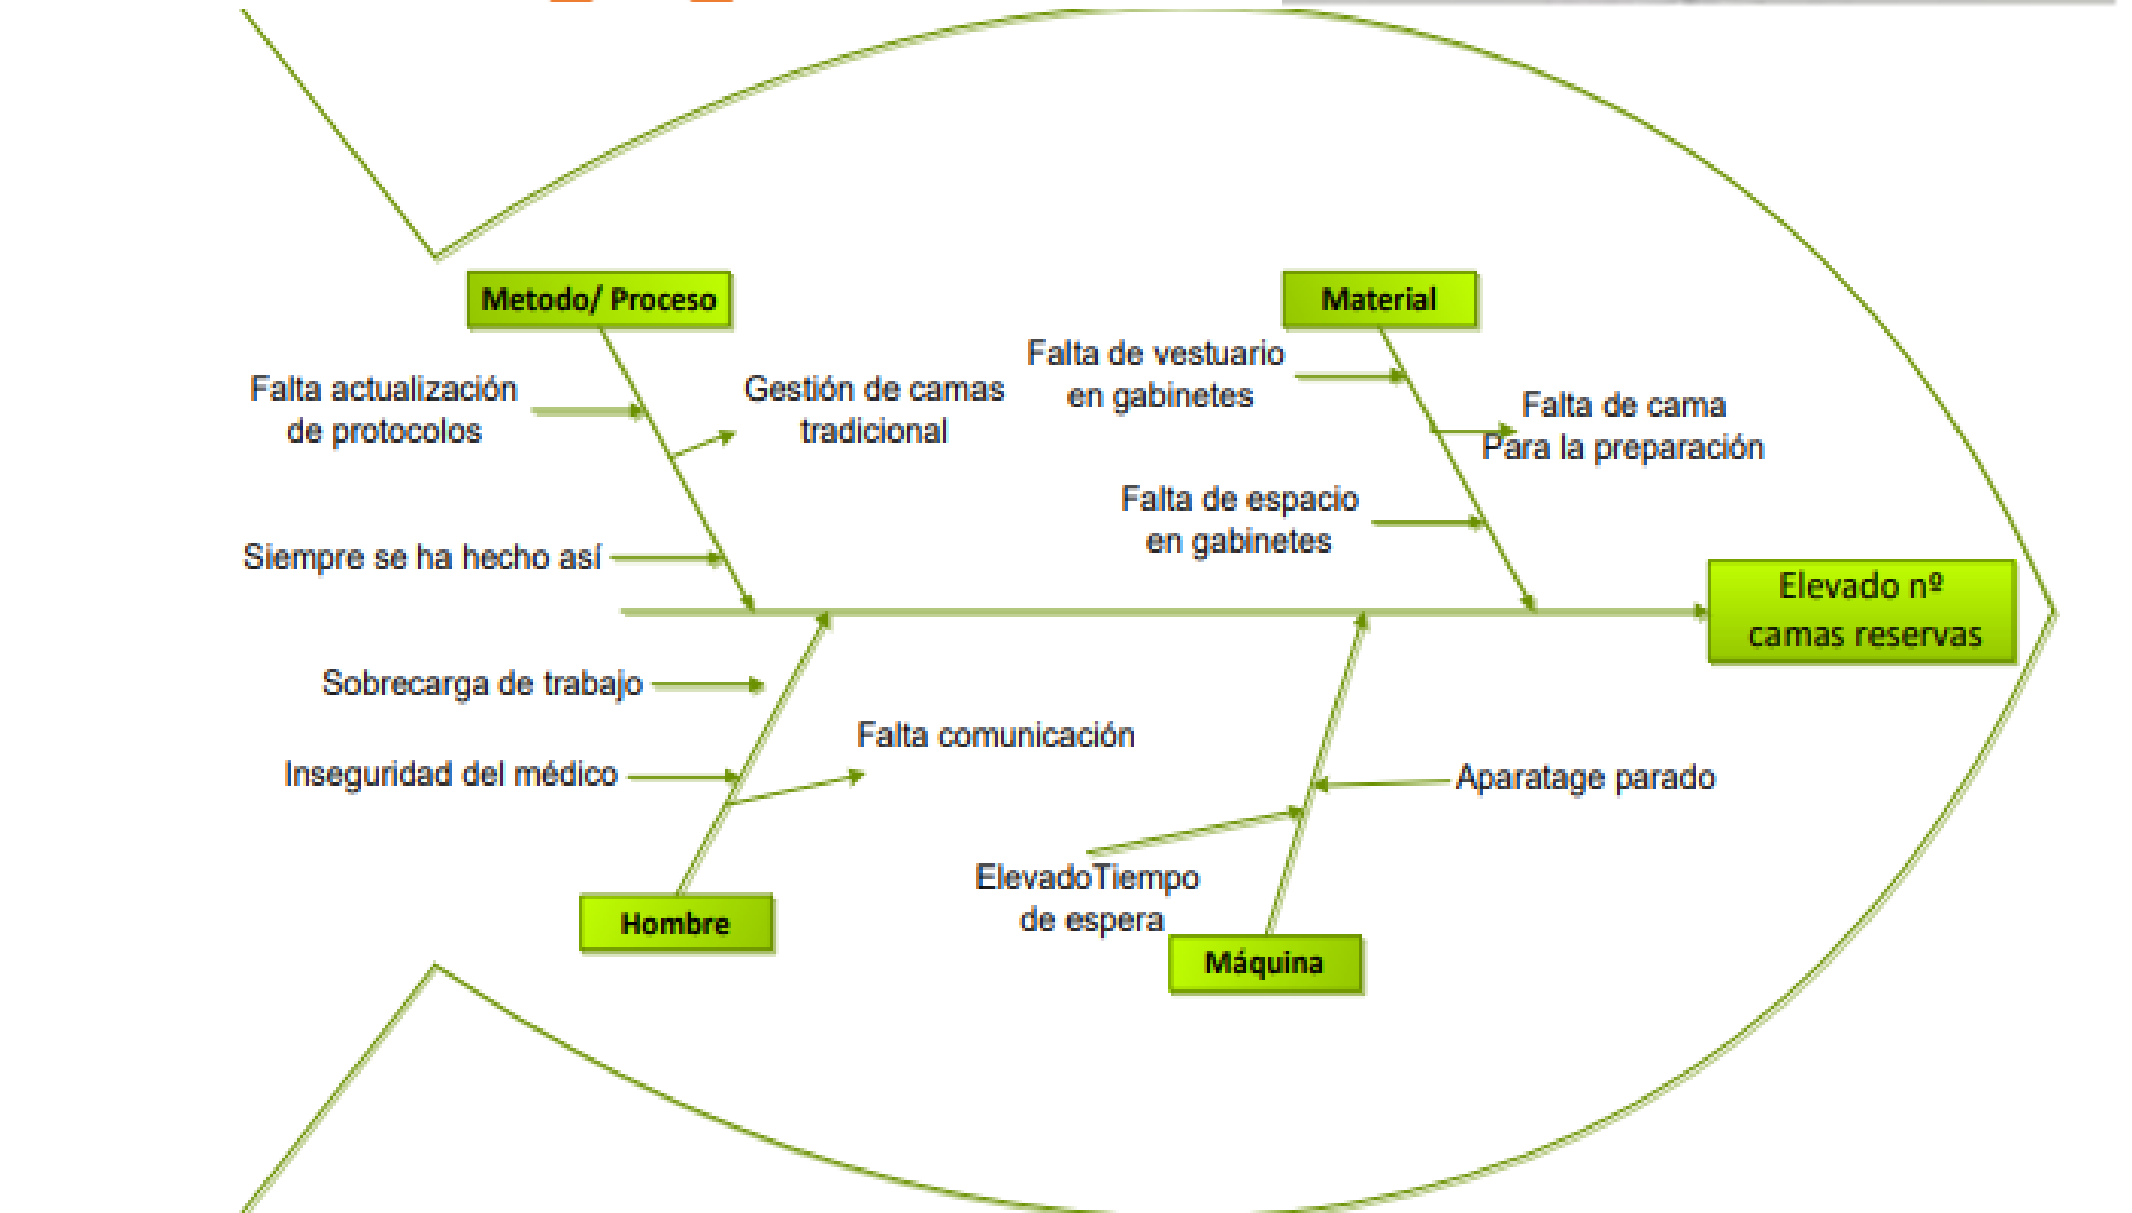 Metodo/ Proceso
Material
Falta de vestuario
en gabinetes
Falta actualización
de protocolos
Gestión de camas
tradicional
Falta de cama
Para la preparación
Falta de espacio
en gabinetes
Siempre se ha hecho así
Elevado nº
camas reservas
Sobrecarga de trabajo
Falta comunicación
Inseguridad del médico
Aparatage parado
ElevadoTiempo
de espera
Hombre
Máquina